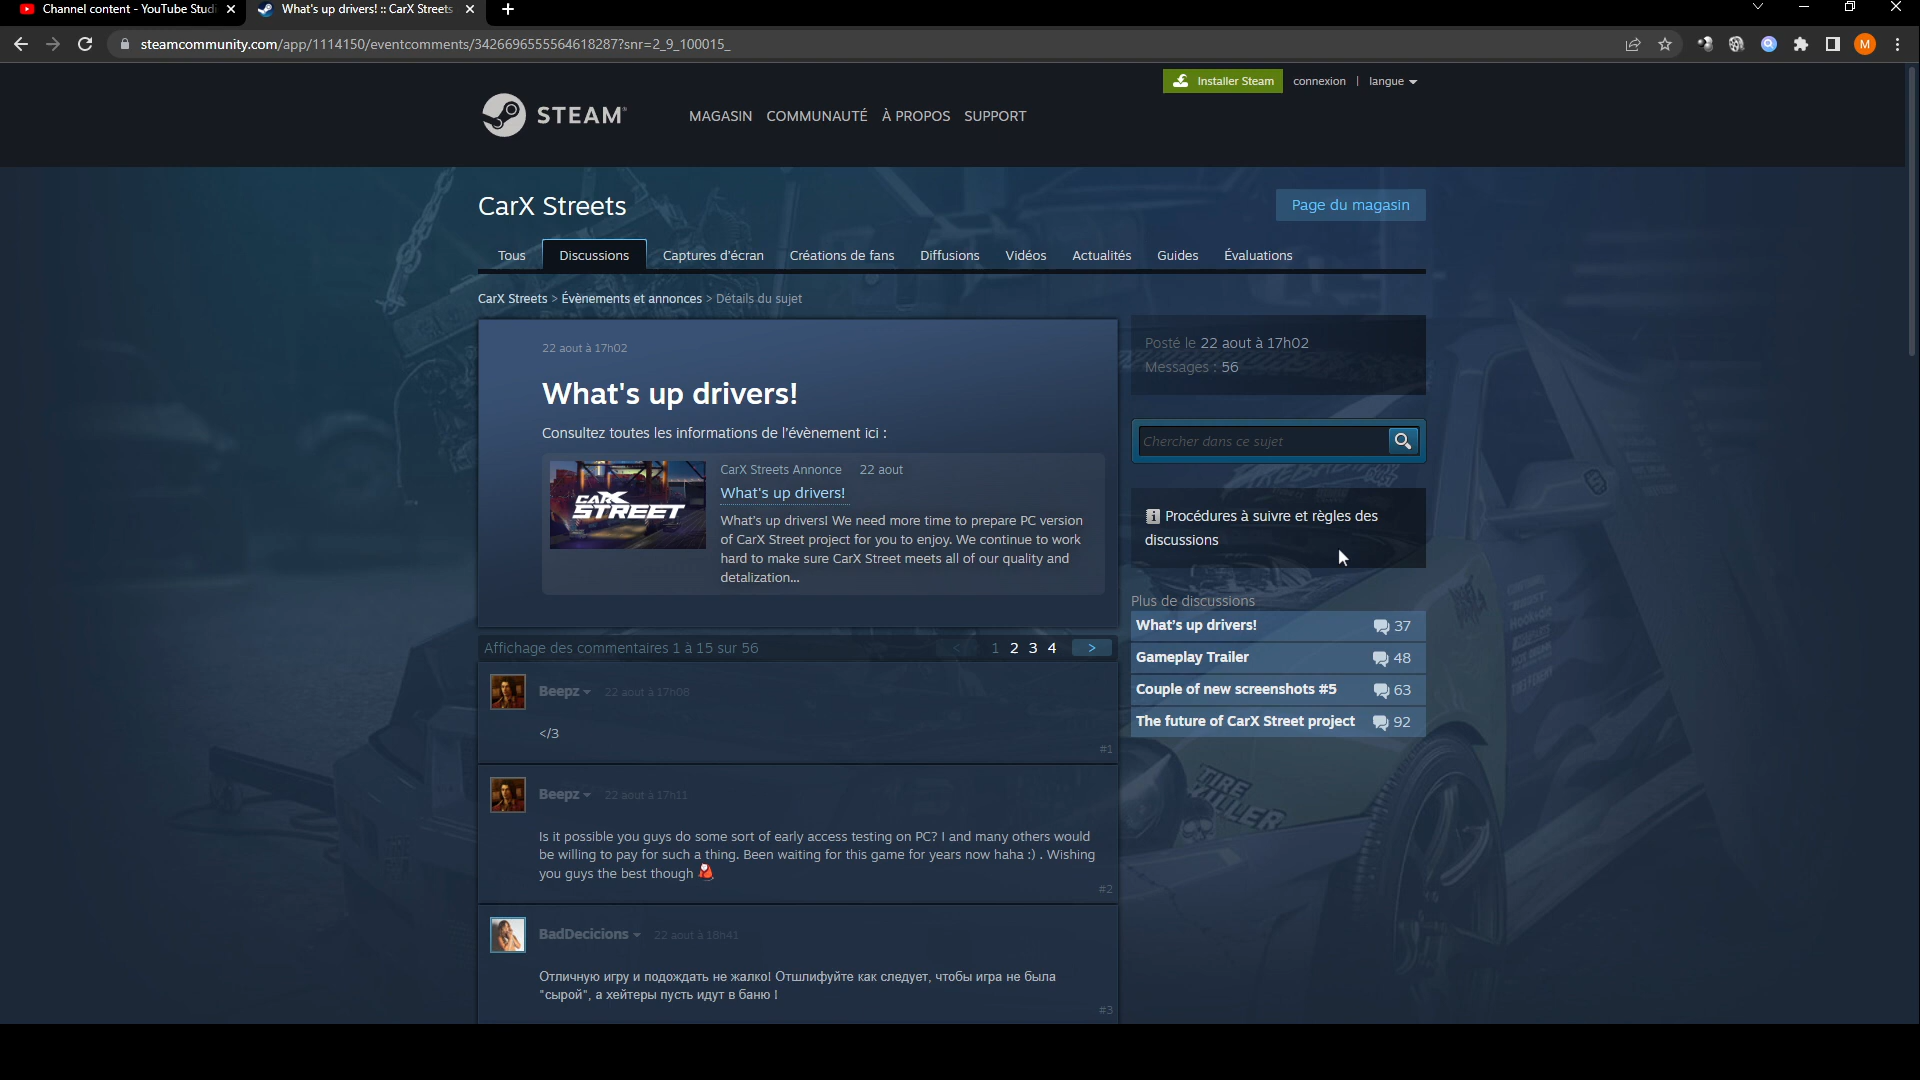 Channel content - YouTube Studi
What's up drivers! :: CarX Streets
steamcommunity.com/app/1114150/eventcomments/3426696555564618287?snr=2_9_100015_
M
Installer Steam connexion | langue
STEAM
MAGASIN COMMUNAUTÉ À PROPOS SUPPORT
CarX Streets
Page du magasin
Tous Discussions Captures d'écran Créations de fans Diffusions Vidéos Actualités Guides Évaluations
CarX Streets > Évènements et annonces > Détails du sujet
22 aout à 17h02
What's up drivers!
Consultez toutes les informations de l'évènement ici :
CARX
STREET
CarX Streets Annonce 22 aout
What's up drivers!
What's up drivers! We need more time to prepare PC version
of CarX Street project for you to enjoy. We continue to work
hard to make sure CarX Street meets all of our quality and
detalization...
Posté le 22 aout à 17h02
Messages : 56
Chercher dans ce sujet
Procédures à suivre et règles des
discussions
Plus de discussions
What's up drivers! 37
Gameplay Trailer 48
Couple of new screenshots #5 63
The future of CarX Street project 92
Affichage des commentaires 1 à 15 sur 56
< 1 2 3 4 >
Beepz 22 aout à 17h08
</3
#1
Beepz 22 aout à 17h11
Is it possible you guys do some sort of early access testing on PC? I and many others would
be willing to pay for such a thing. Been waiting for this game for years now haha :) . Wishing
you guys the best though
#2
BadDecicions 22 aout à 18h41
Отличную игру и подождать не жалко! Отшлифуйте как следует, чтобы игра не была
"сырой", а хейтеры пусть идут в баню !
#3
TIRE
KILLER